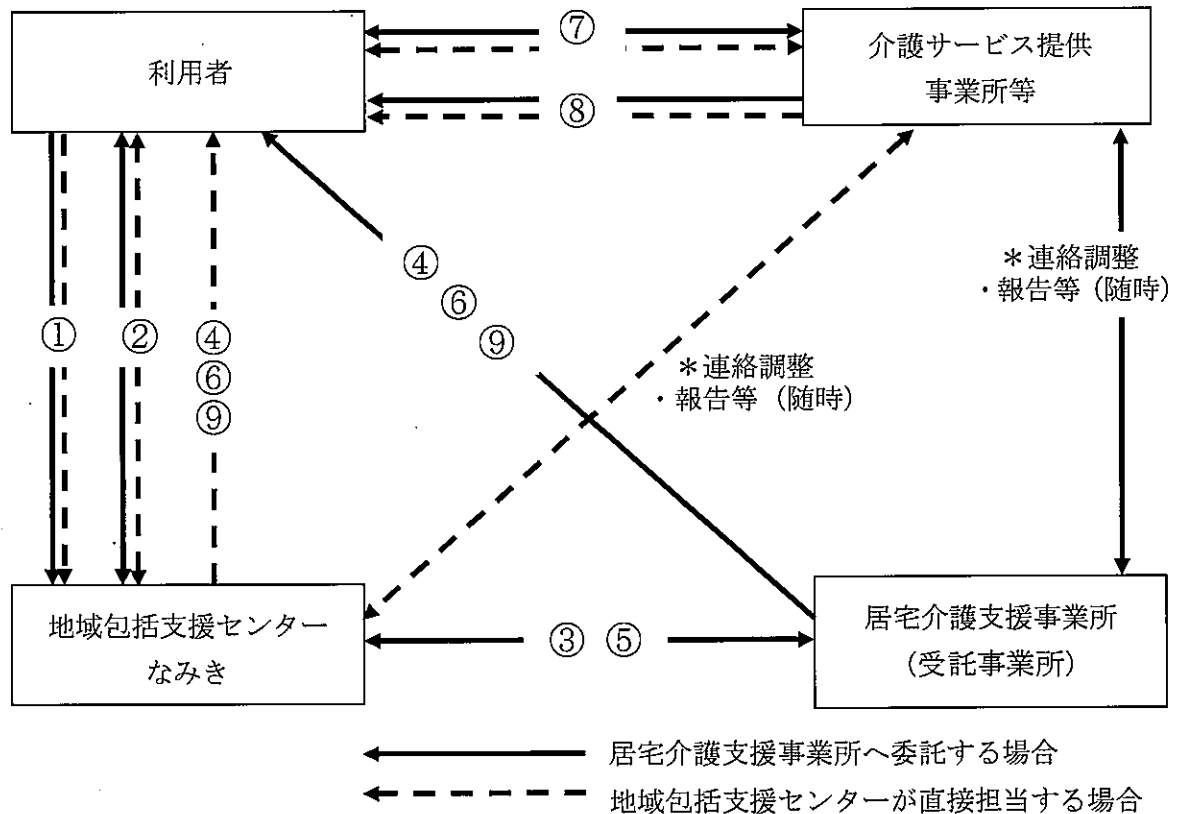 利用者
⑦
⑧
介護サービス提供
事業所等
①
②
④
⑥
⑨
④
⑥
⑨
＊連絡調整
・報告等（随時）
＊連絡調整
・報告等（随時）
地域包括支援センター
なみき
③ ⑤
居宅介護支援事業所
（受託事業所）
居宅介護支援事業所へ委託する場合
地域包括支援センターが直接担当する場合